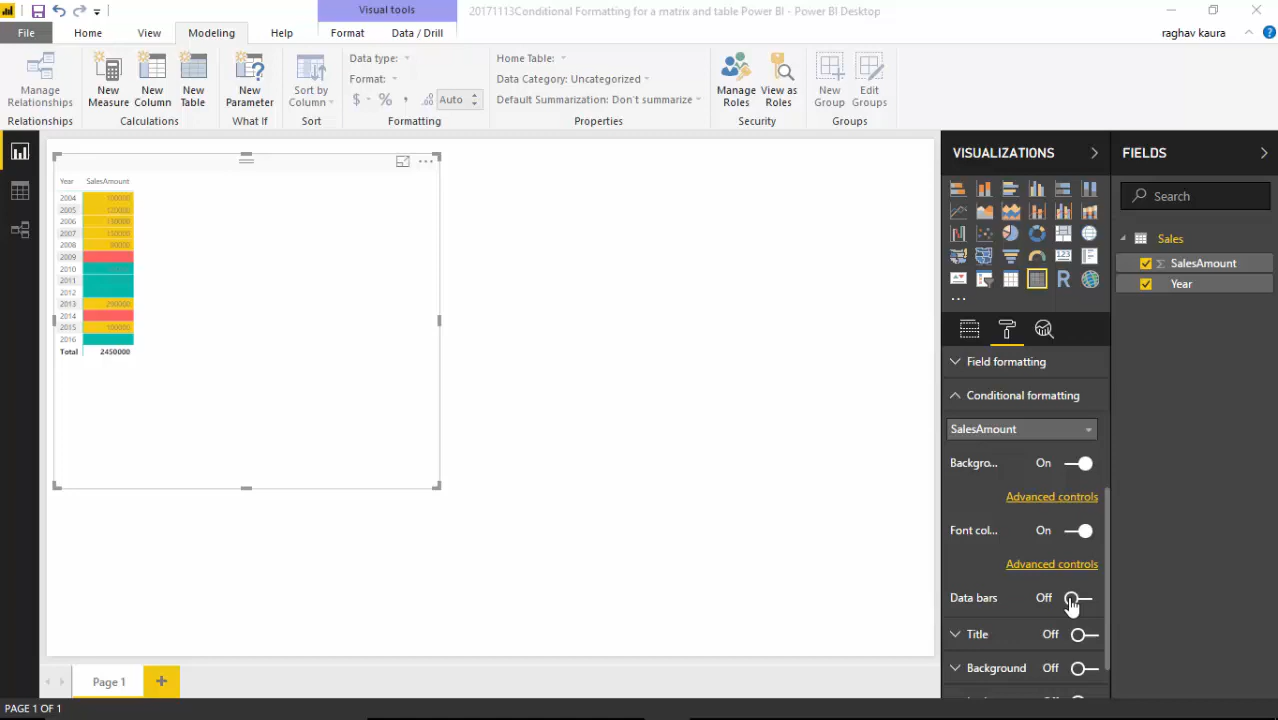 Visual tools
20171113Conditional Formatting for a matrix and table Power BI - Power BI Desktop
File Home View Modeling Help Format Data / Drill
raghav kaura
Manage Relationships
New Measure
New Column
New Table
New Parameter
Sort by Column
Data type:
Format:
$ % , Auto
Home Table:
Data Category: Uncategorized
Default Summarization: Don't summarize
Manage Roles
View as Roles
New Group
Edit Groups
Relationships Calculations What If Sort Formatting Properties Security Groups
Year SalesAmount
2004 100000
2005 120000
2006
2007
2008 90000
2009
2010
2011
2012
2013 290000
2014
2015 100000
2016
Total 2450000
VISUALIZATIONS
R
Field formatting
Conditional formatting
SalesAmount
Backgro... On
Advanced controls
Font col... On
Advanced controls
Data bars Off
Title Off
Background Off
FIELDS
Search
Sales
Σ SalesAmount
Year
Page 1
PAGE 1 OF 1